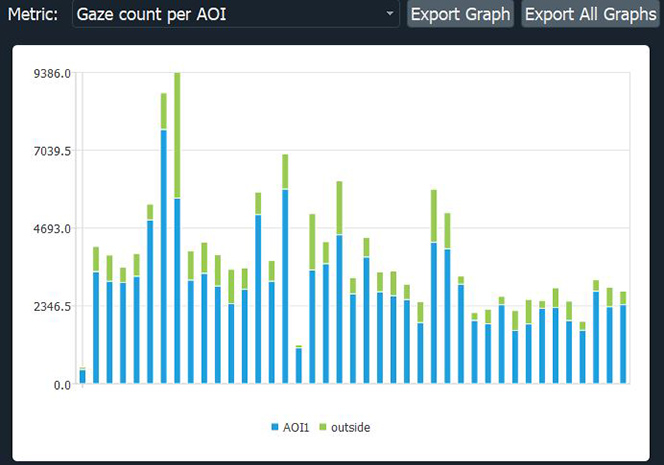 Metric: Gaze count per AOI Export Graph Export All Graphs
9386.0
7039.5
4693.0
2346.5
0.0
AOI1 outside